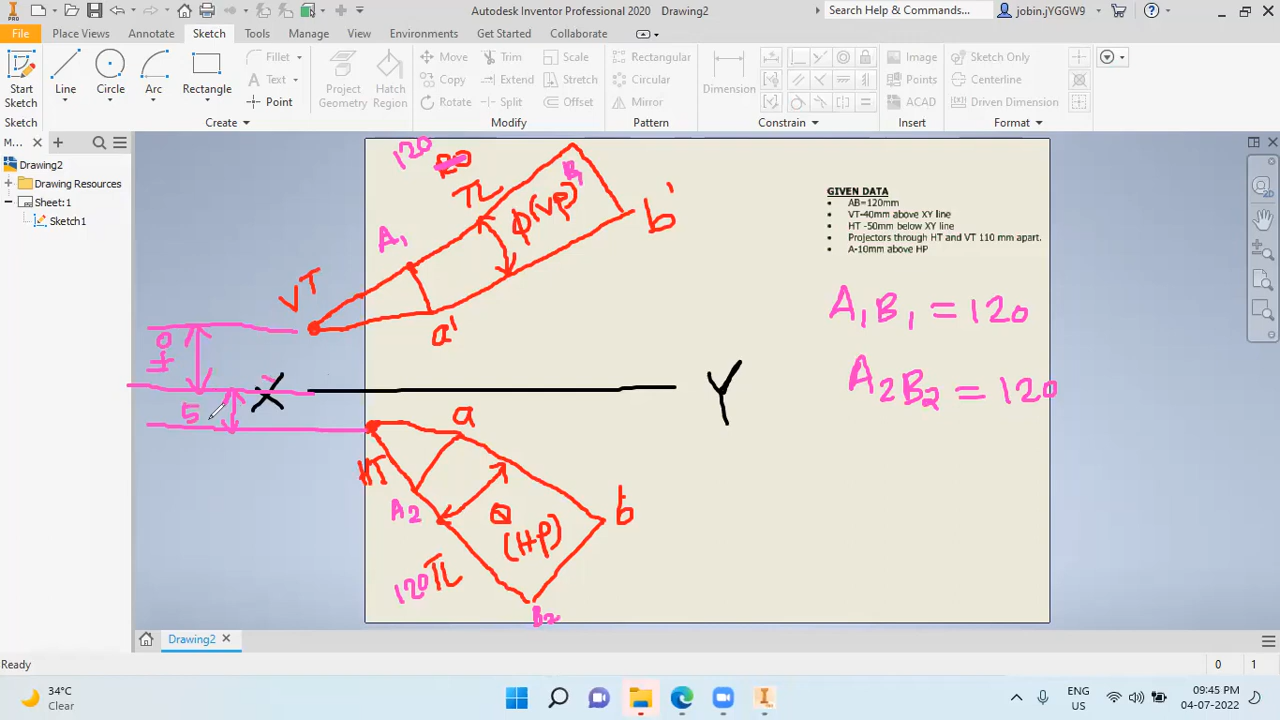 Autodesk Inventor Professional 2020 Drawing2
Search Help & Commands...
jobin.jYGGW9
File Place Views Annotate Sketch Tools Manage View Environments Get Started Collaborate
Start Sketch
Line
Circle
Arc
Rectangle
Fillet
Text
Point
Project Geometry
Hatch Region
Move
Copy
Rotate
Trim
Extend
Split
Scale
Stretch
Offset
Rectangular
Circular
Mirror
Dimension
Image
Points
ACAD
Sketch Only
Centerline
Driven Dimension
Sketch
Create
Modify
Pattern
Constrain
Insert
Format
M...
Drawing2
Drawing Resources
Sheet:1
Sketch1
120
TL
B1
ϕ(VP)
b'
A1
VT
a'
40
X
Y
5
a
HT
A2
θ
(HP)
b
120 TL
B2
GIVEN DATA
• AB=120mm
• VT-40mm above XY line
• HT -50mm below XY line
• Projectors through HT and VT 110 mm apart.
• A-10mm above HP
A1B1 = 120
A2B2 = 120
Drawing2
Ready
0 1
34°C
Clear
ENG
US
09:45 PM
04-07-2022